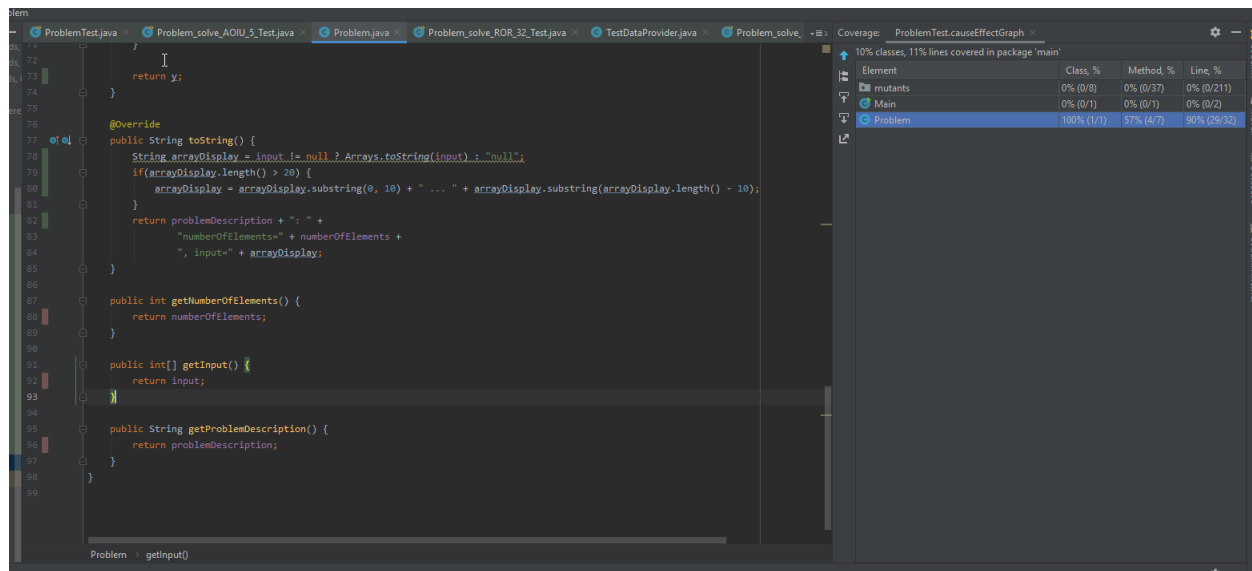 blem
ProblemTest.java
Problem_solve_AOIU_5_Test.java
Problem.java
Problem_solve_ROR_32_Test.java
TestDataProvider.java
Problem_solve_
Coverage: ProblemTest.causeEffectGraph
10% classes, 11% lines covered in package 'main'
Element Class, % Method, % Line, %
mutants 0% (0/8) 0% (0/37) 0% (0/211)
Main 0% (0/1) 0% (0/1) 0% (0/2)
Problem 100% (1/1) 57% (4/7) 90% (29/32)
71 }
72
73 return y;
74 }
75
76 @Override
77 public String toString() {
78 String arrayDisplay = input != null ? Arrays.toString(input) : "null";
79 if(arrayDisplay.length() > 20) {
80 arrayDisplay = arrayDisplay.substring(0, 10) + " ... " + arrayDisplay.substring(arrayDisplay.length() - 10);
81 }
82 return problemDescription + ": " +
83 "numberOfElements=" + numberOfElements +
84 ", input=" + arrayDisplay;
85 }
86
87 public int getNumberOfElements() {
88 return numberOfElements;
89 }
90
91 public int[] getInput() {
92 return input;
93 }
94
95 public String getProblemDescription() {
96 return problemDescription;
97 }
98 }
99
Problem > getInput()